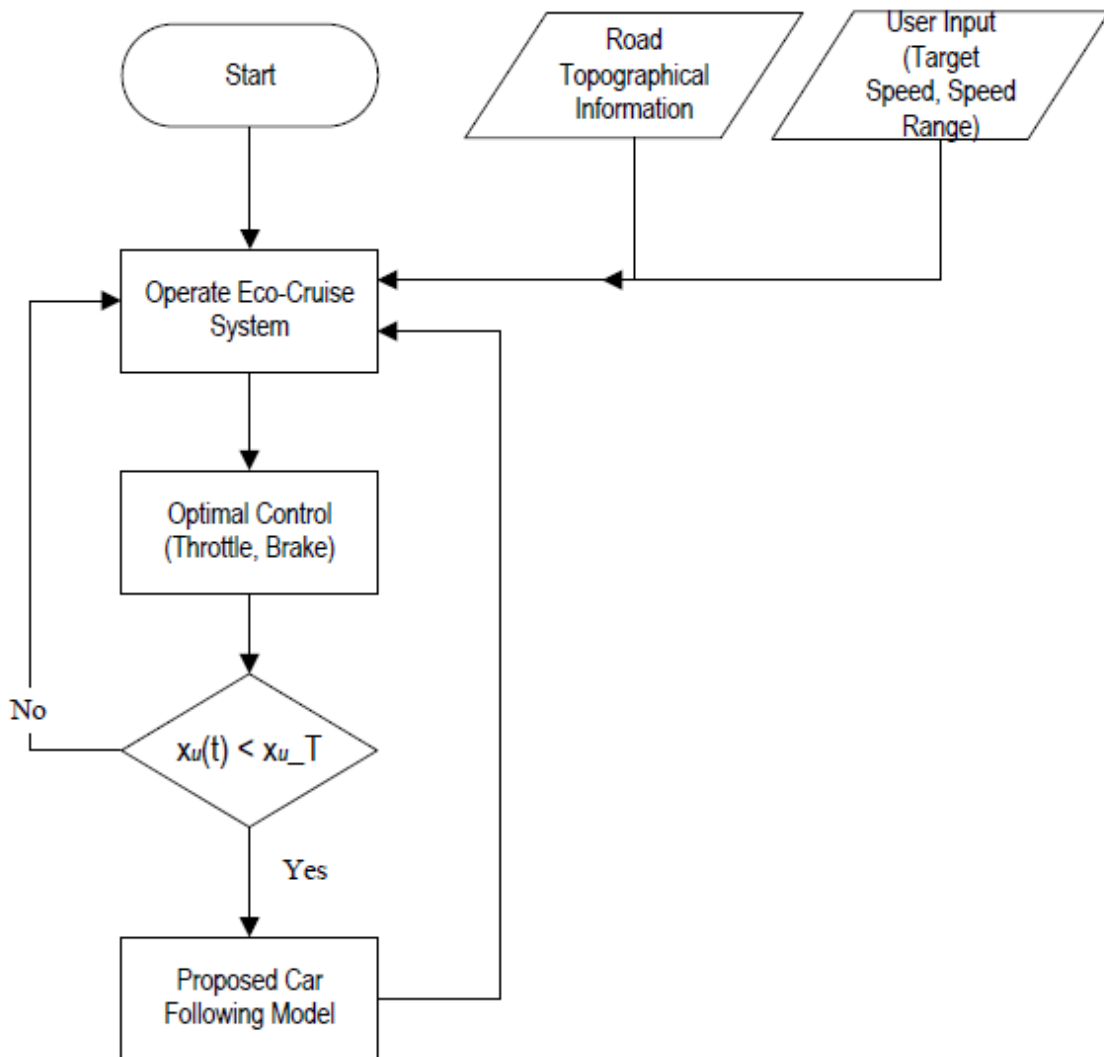 Start
Road
Topographical
Information
User Input
(Target
Speed, Speed
Range)
Operate Eco-Cruise
System
Optimal Control
(Throttle, Brake)
No
xu(t) < xu_T
Yes
Proposed Car
Following Model